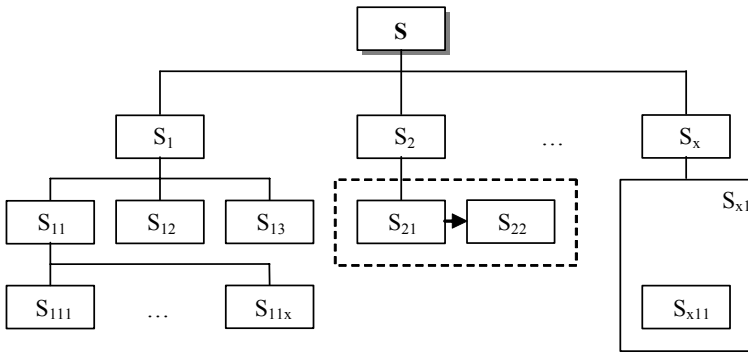 S
S₁ S₂ … Sₓ
Sₓ₁
S₁₁ S₁₂ S₁₃ S₂₁ S₂₂
S₁₁₁ … S₁₁ₓ Sₓ₁₁